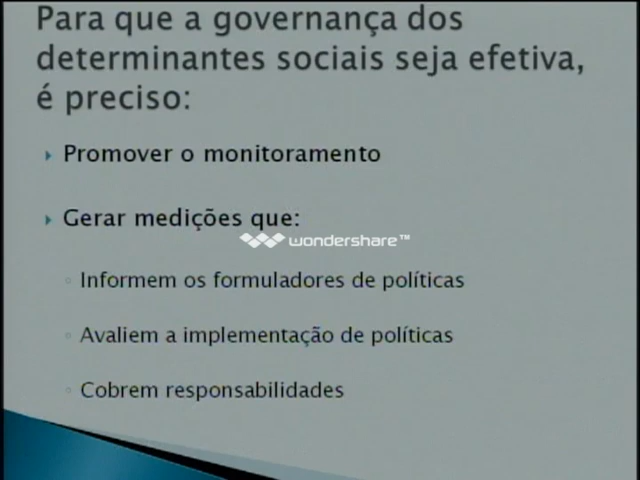 Para que a governança dos
determinantes sociais seja efetiva,
é preciso:
Promover o monitoramento
Gerar medições que:
wondershare™
Informem os formuladores de políticas
Avaliem a implementação de políticas
Cobrem responsabilidades